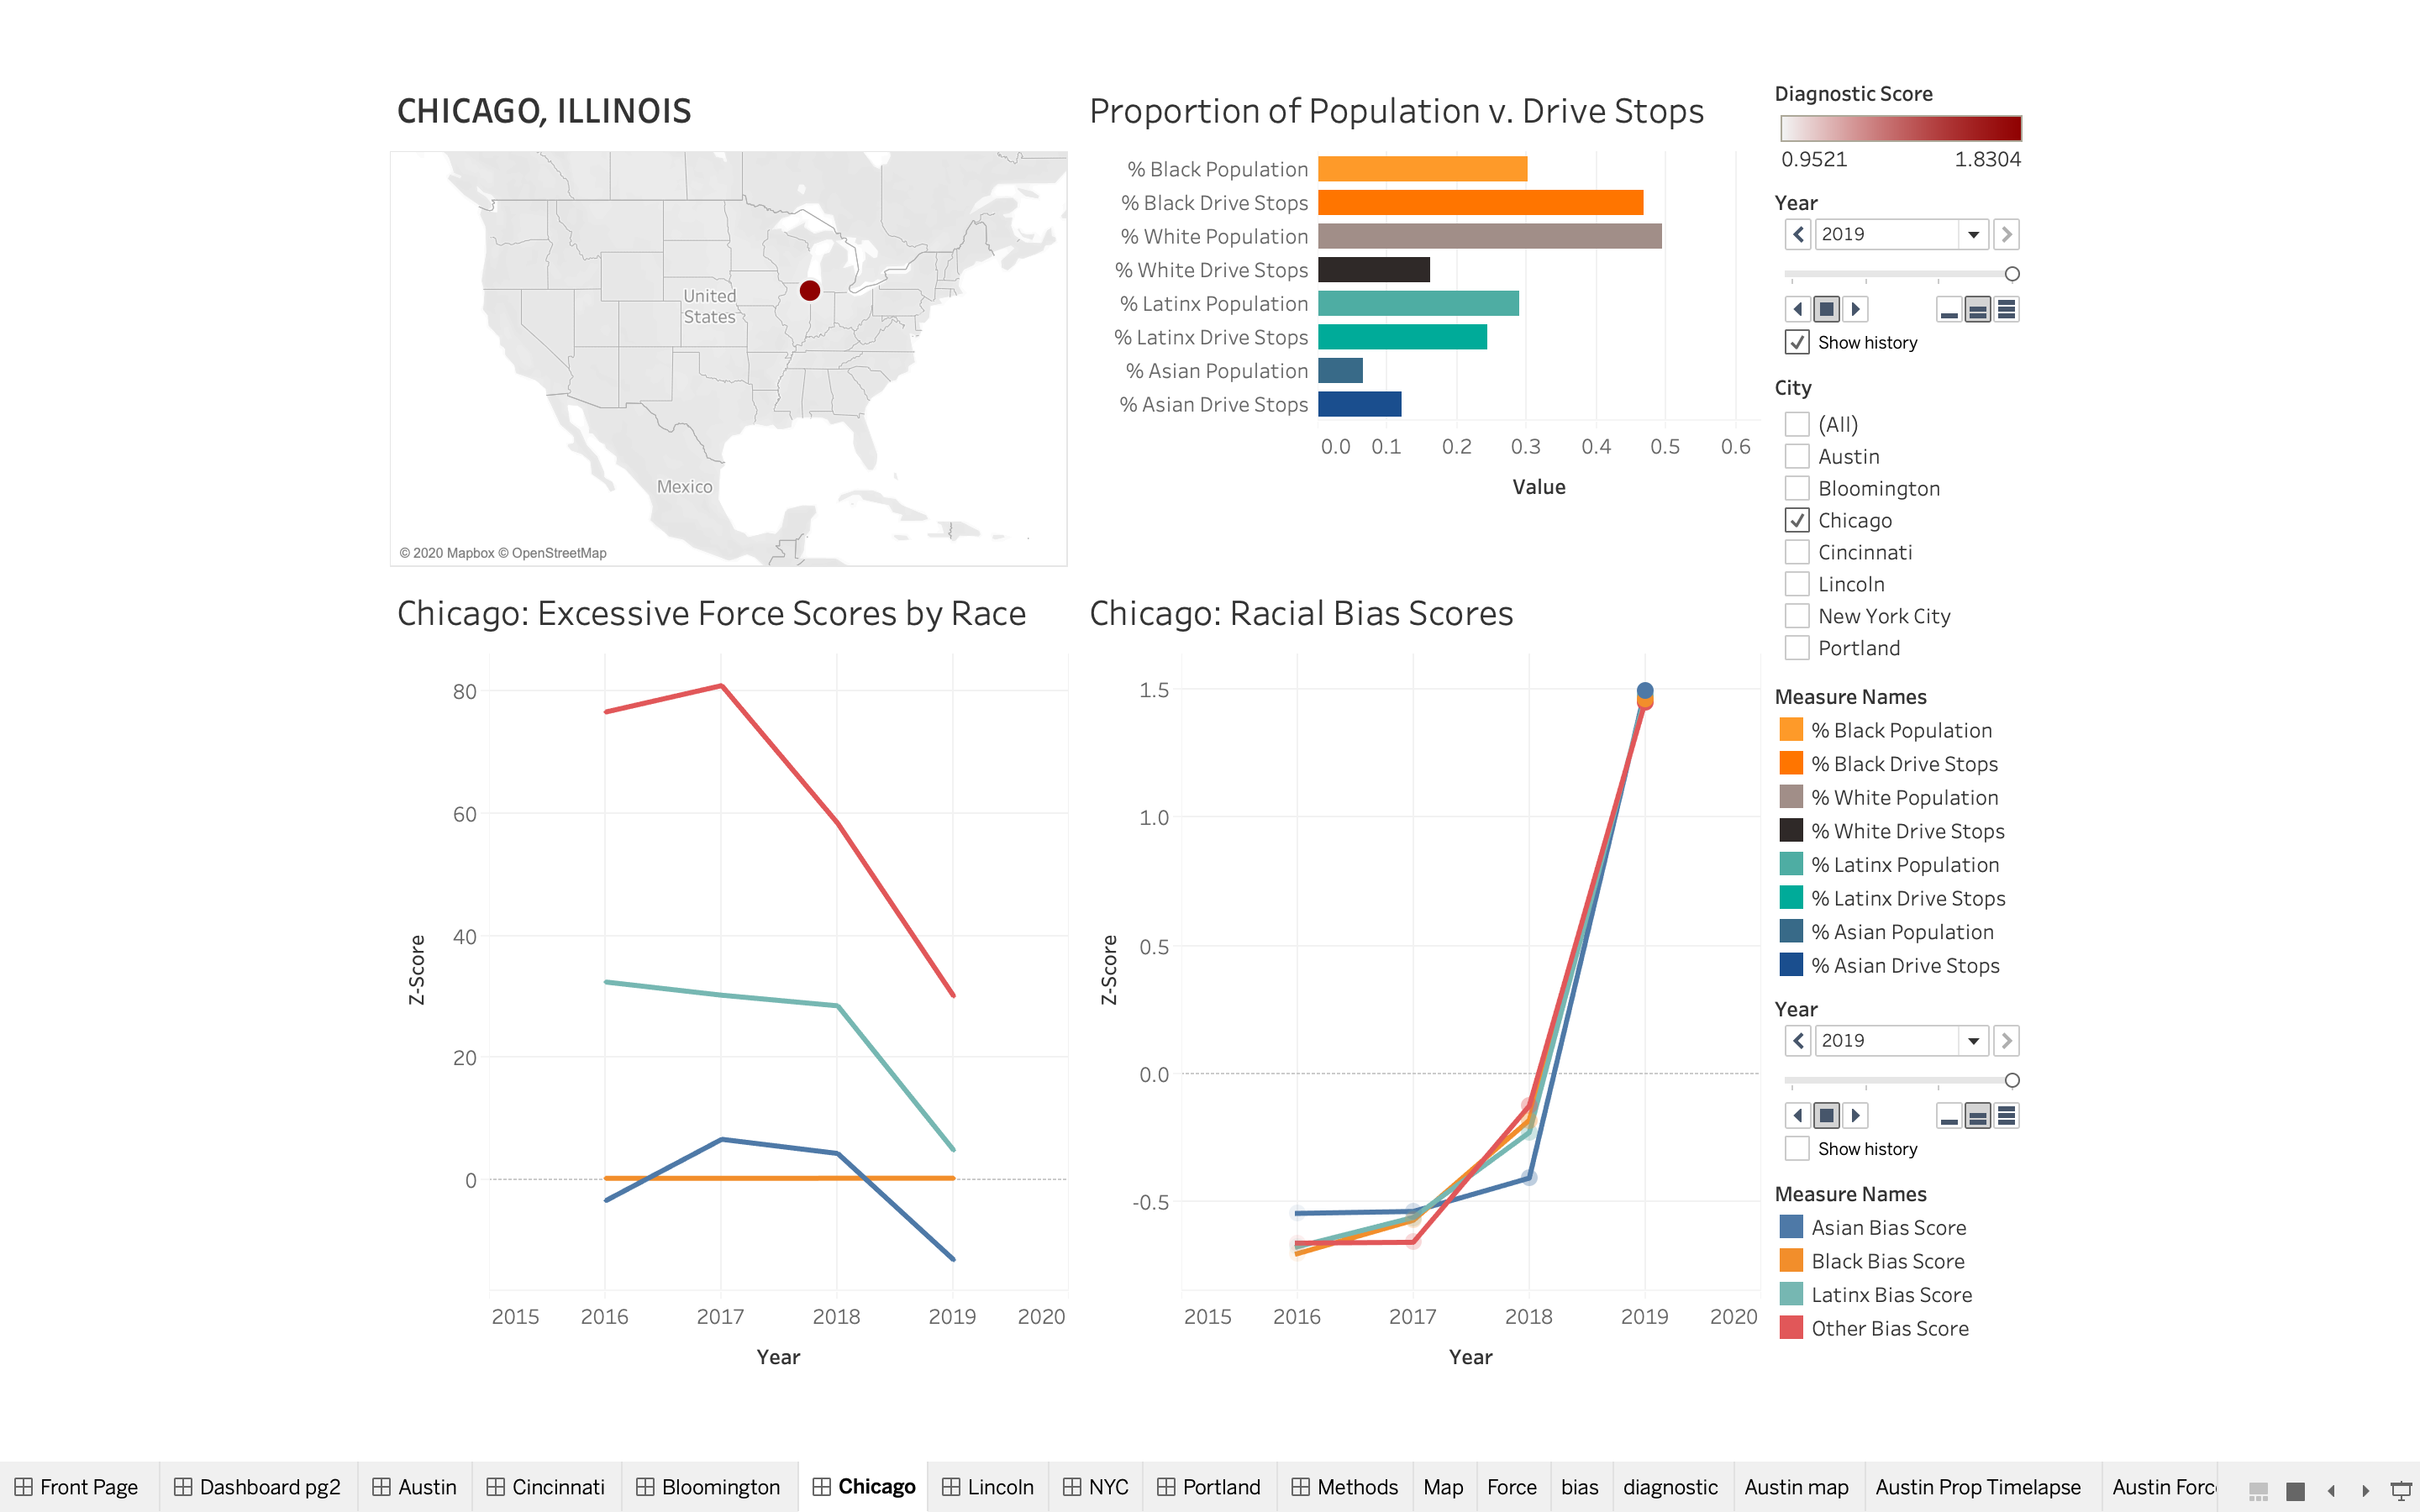 CHICAGO, ILLINOIS
United
States
Mexico
© 2020 Mapbox © OpenStreetMap
Proportion of Population v. Drive Stops
% Black Population
% Black Drive Stops
% White Population
% White Drive Stops
% Latinx Population
% Latinx Drive Stops
% Asian Population
% Asian Drive Stops
0.0 0.1 0.2 0.3 0.4 0.5 0.6
Value
Chicago: Excessive Force Scores by Race
80
60
40
20
0
Z-Score
2015 2016 2017 2018 2019 2020
Year
Chicago: Racial Bias Scores
1.5
1.0
0.5
0.0
-0.5
Z-Score
2015 2016 2017 2018 2019 2020
Year
Diagnostic Score
0.9521 1.8304
Year
2019
Show history
City
(All)
Austin
Bloomington
Chicago
Cincinnati
Lincoln
New York City
Portland
Measure Names
% Black Population
% Black Drive Stops
% White Population
% White Drive Stops
% Latinx Population
% Latinx Drive Stops
% Asian Population
% Asian Drive Stops
Year
2019
Show history
Measure Names
Asian Bias Score
Black Bias Score
Latinx Bias Score
Other Bias Score
Front Page Dashboard pg2 Austin Cincinnati Bloomington Chicago Lincoln NYC Portland Methods Map Force bias diagnostic Austin map Austin Prop Timelapse Austin Forc